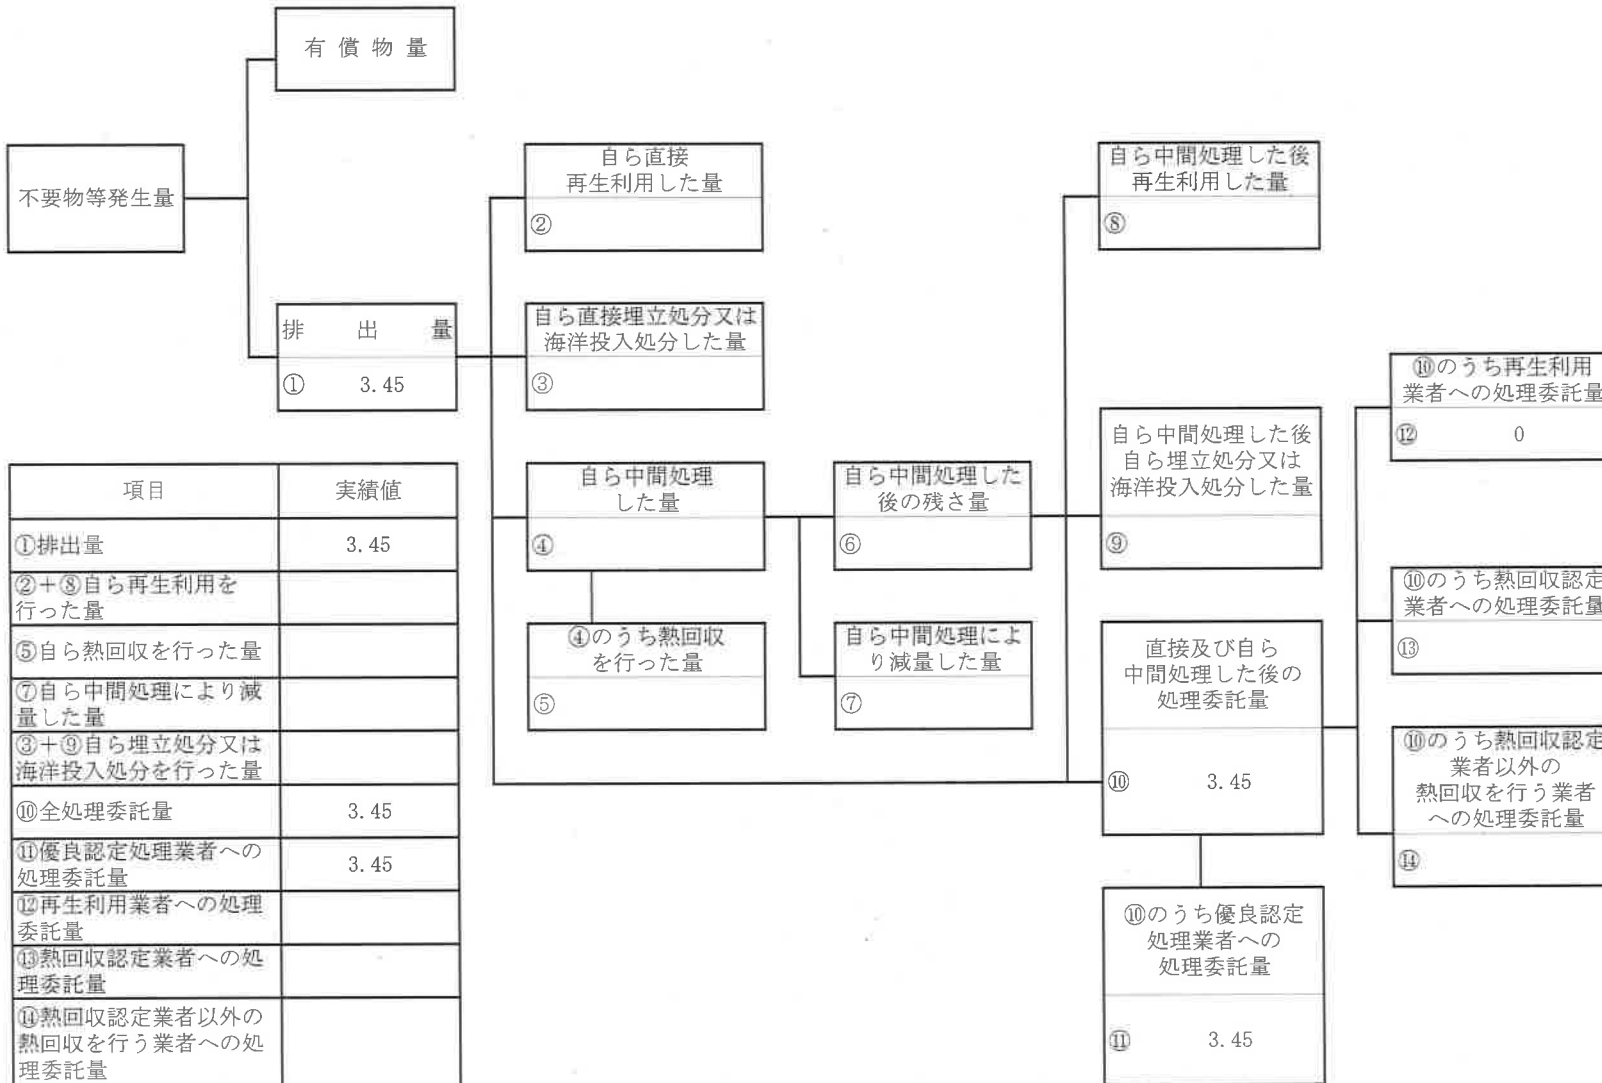 有償物量
不要物等発生量
排出量
① 3.45
自ら直接
再生利用した量
②
自ら直接埋立処分又は
海洋投入処分した量
③
自ら中間処理
した量
④
④のうち熱回収
を行った量
⑤
自ら中間処理した
後の残さ量
⑥
自ら中間処理によ
り減量した量
⑦
自ら中間処理した後
再生利用した量
⑧
自ら中間処理した後
自ら埋立処分又は
海洋投入処分した量
⑨
直接及び自ら
中間処理した後の
処理委託量
⑩ 3.45
⑩のうち優良認定
処理業者への
処理委託量
⑪ 3.45
⑩のうち再生利用
業者への処理委託量
⑫ 0
⑩のうち熱回収認定
業者への処理委託量
⑬
⑩のうち熱回収認定
業者以外の
熱回収を行う業者
への処理委託量
⑭
項目 実績値
①排出量 3.45
②+⑧自ら再生利用を
行った量
⑤自ら熱回収を行った量
⑦自ら中間処理により減
量した量
③+⑨自ら埋立処分又は
海洋投入処分を行った量
⑩全処理委託量 3.45
⑪優良認定処理業者への
処理委託量 3.45
⑫再生利用業者への処理
委託量
⑬熱回収認定業者への処
理委託量
⑭熱回収認定業者以外の
熱回収を行う業者への処
理委託量